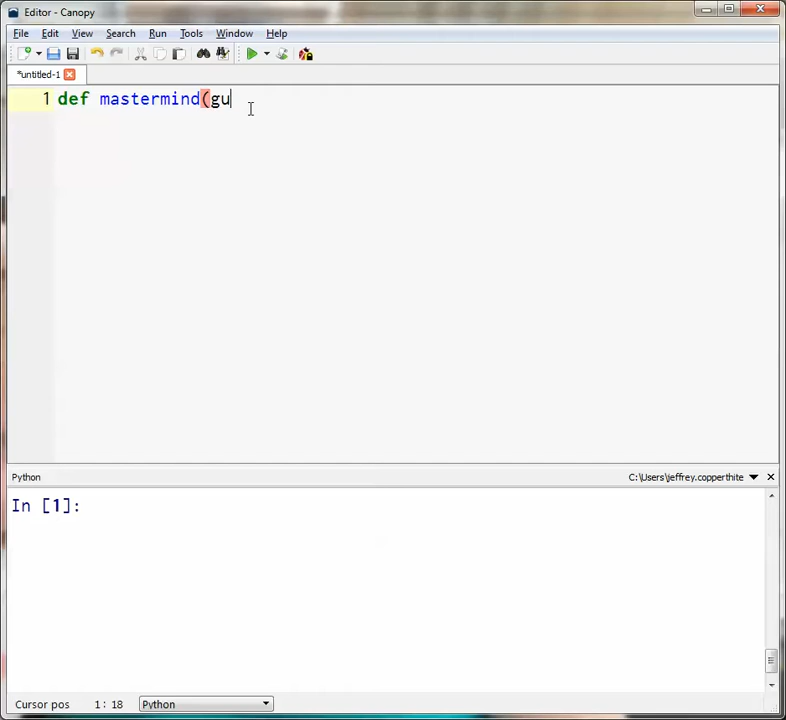 Editor - Canopy
File Edit View Search Run Tools Window Help
*untitled-1
1 def mastermind(gu
Python C:\Users\jeffrey.copperthite
In [1]:
Cursor pos 1: 18 Python